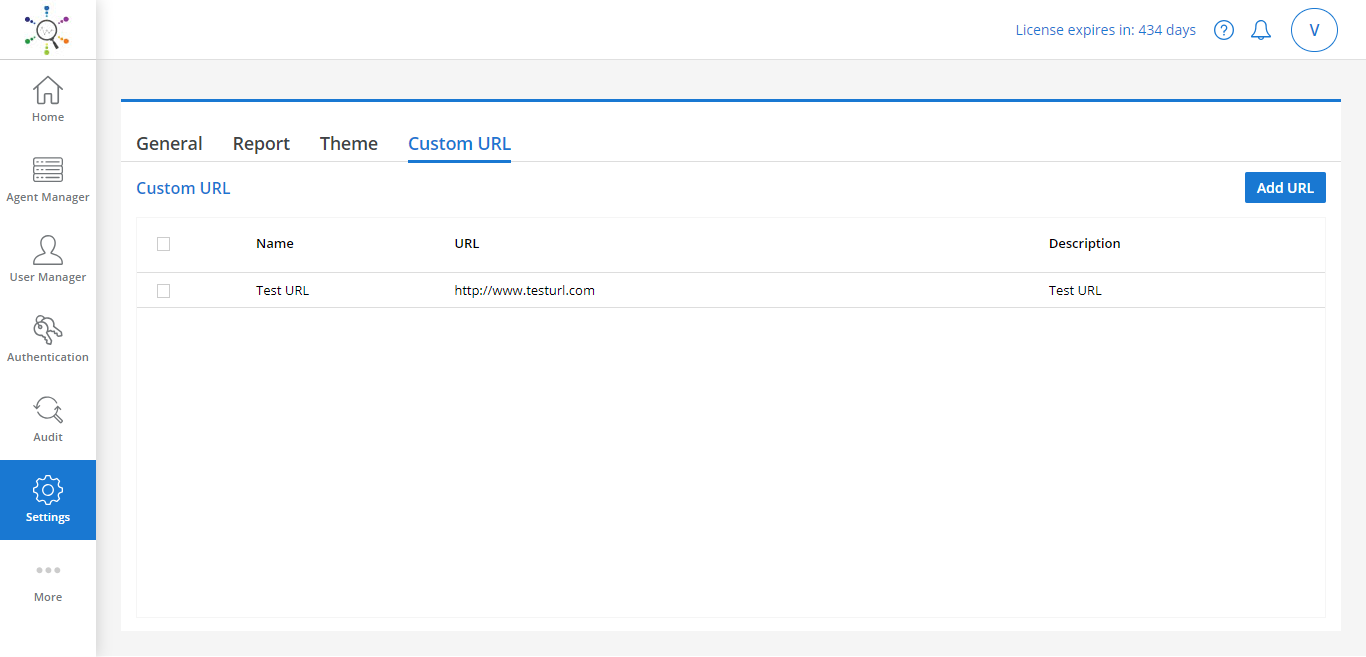 License expires in: 434 days
?
V
Home
Agent Manager
User Manager
Authentication
Audit
Settings
More
General Report Theme Custom URL
Custom URL
Add URL
Name URL Description
Test URL http://www.testurl.com Test URL